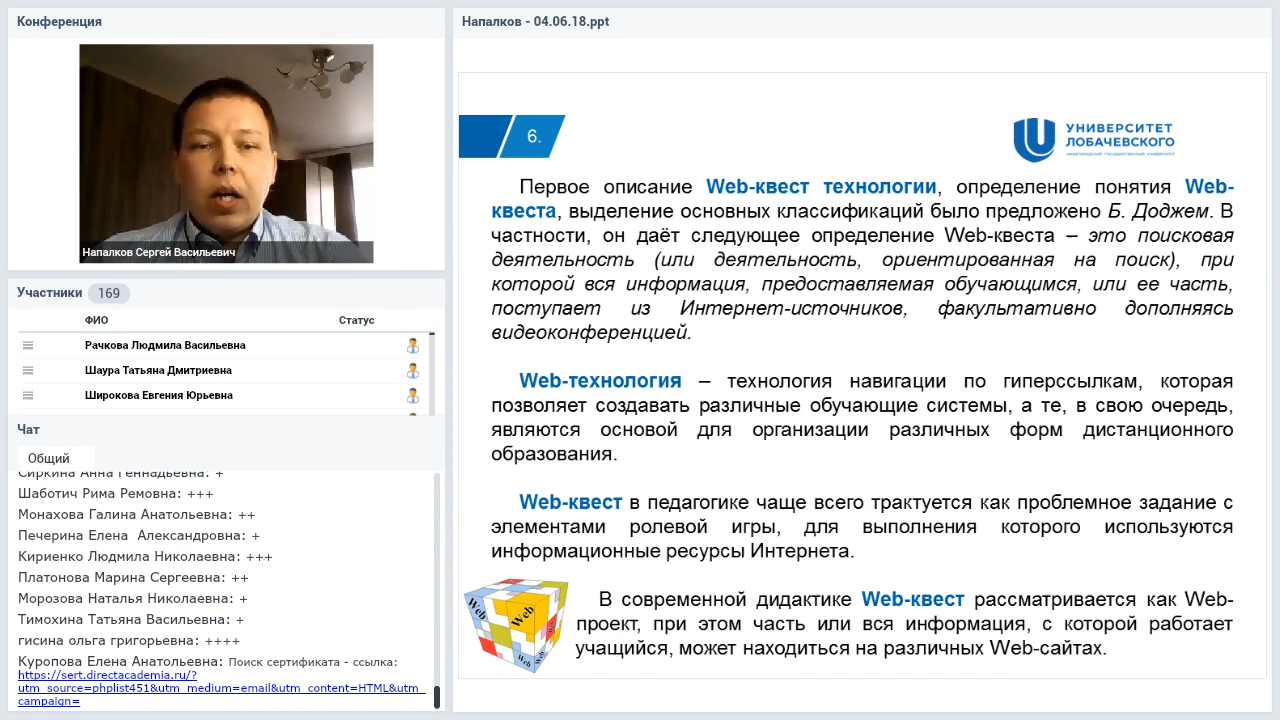 Конференция
Напалков Сергей Васильевич
Участники 169
ФИО Статус
Рачкова Людмила Васильевна
Шаура Татьяна Дмитриевна
Широкова Евгения Юрьевна
Чат
Общий
Сиркина Анна Геннадьевна: +
Шаботич Рима Ремовна: +++
Монахова Галина Анатольевна: ++
Печерина Елена  Александровна: +
Кириенко Людмила Николаевна: +++
Платонова Марина Сергеевна: ++
Морозова Наталья Николаевна: +
Тимохина Татьяна Васильевна: +
гисина ольга григорьевна: ++++
Куропова Елена Анатольевна: Поиск сертификата - ссылка:
https://sert.directacademia.ru/?
utm_source=phplist451&utm_medium=email&utm_content=HTML&utm_
campaign=
Напалков - 04.06.18.ppt
6.
УНИВЕРСИТЕТ
ЛОБАЧЕВСКОГО
Первое описание Web-квест технологии, определение понятия Web-
квеста, выделение основных классификаций было предложено Б. Доджем. В
частности, он даёт следующее определение Web-квеста – это поисковая
деятельность (или деятельность, ориентированная на поиск), при
которой вся информация, предоставляемая обучающимся, или ее часть,
поступает из Интернет-источников, факультативно дополняясь
видеоконференцией.
Web-технология – технология навигации по гиперссылкам, которая
позволяет создавать различные обучающие системы, а те, в свою очередь,
являются основой для организации различных форм дистанционного
образования.
Web-квест в педагогике чаще всего трактуется как проблемное задание с
элементами ролевой игры, для выполнения которого используются
информационные ресурсы Интернета.
В современной дидактике Web-квест рассматривается как Web-
проект, при этом часть или вся информация, с которой работает
учащийся, может находиться на различных Web-сайтах.
Web
Web
Web
Web
Web